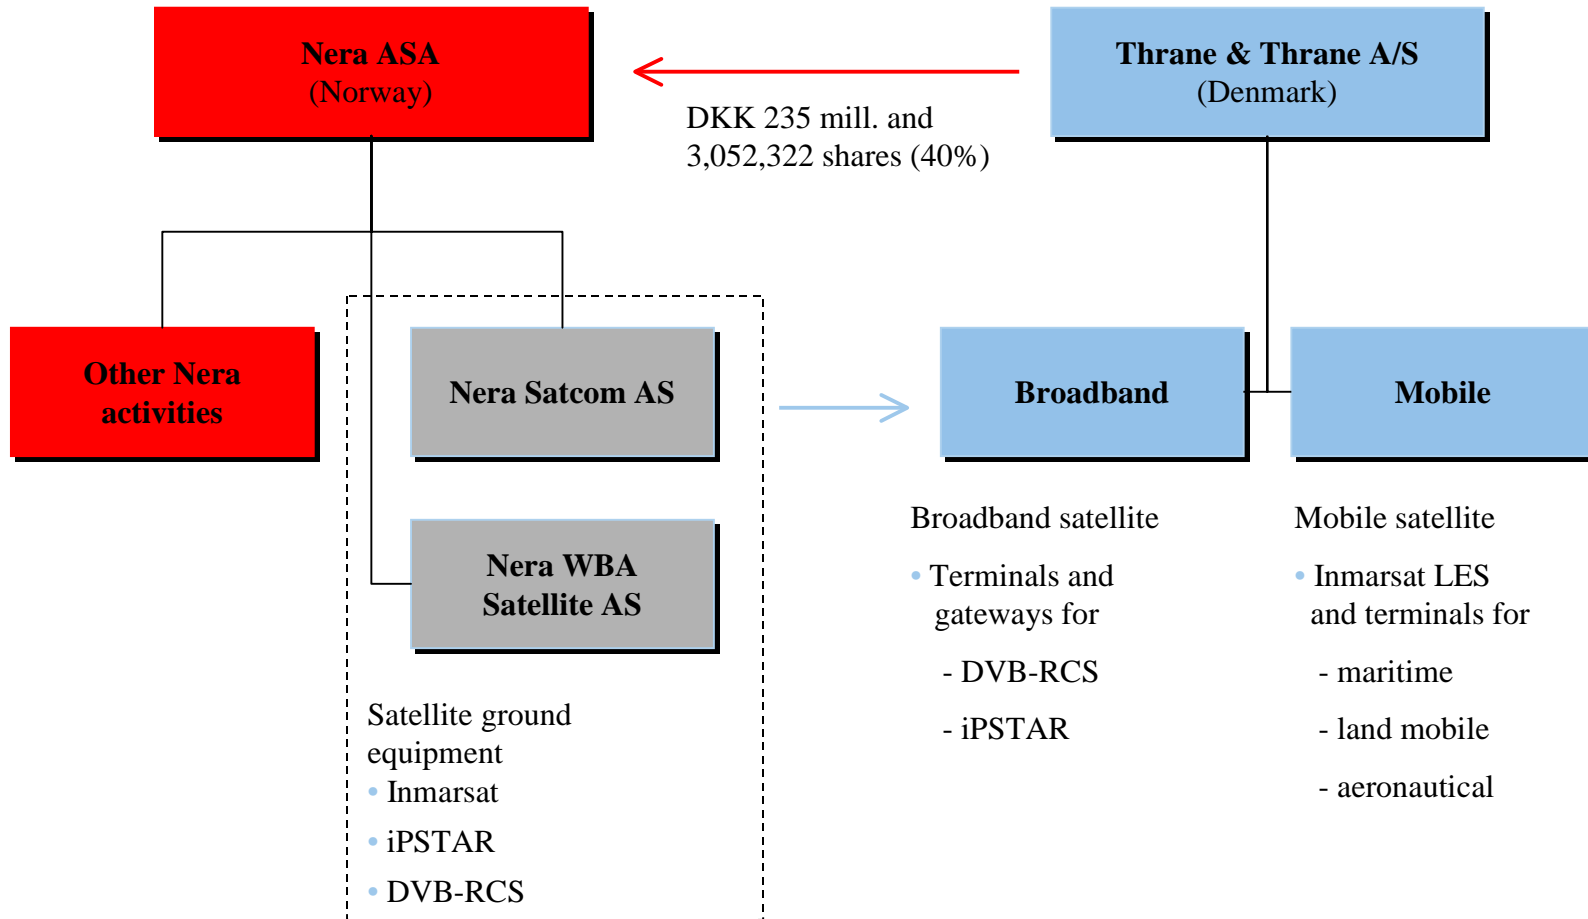 Nera ASA
(Norway)
DKK 235 mill. and
3,052,322 shares (40%)
Thrane & Thrane A/S
(Denmark)
Other Nera
activities
Nera Satcom AS
Nera WBA
Satellite AS
Satellite ground
equipment
• Inmarsat
• iPSTAR
• DVB-RCS
Broadband
Broadband satellite
• Terminals and
gateways for
- DVB-RCS
- iPSTAR
Mobile
Mobile satellite
• Inmarsat LES
and terminals for
- maritime
- land mobile
- aeronautical